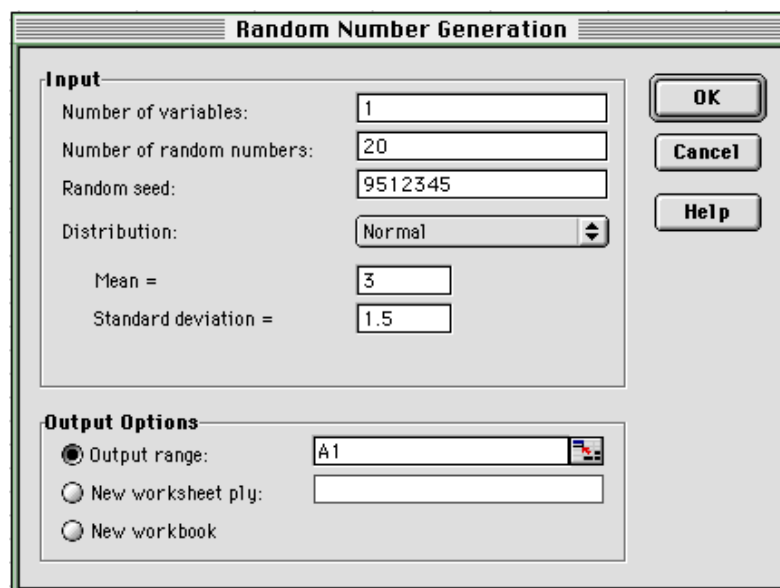 Random Number Generation
Input
Number of variables: 1
Number of random numbers: 20
Random seed: 9512345
Distribution: Normal
Mean = 3
Standard deviation = 1.5
OK
Cancel
Help
Output Options
Output range: A1
New worksheet ply:
New workbook